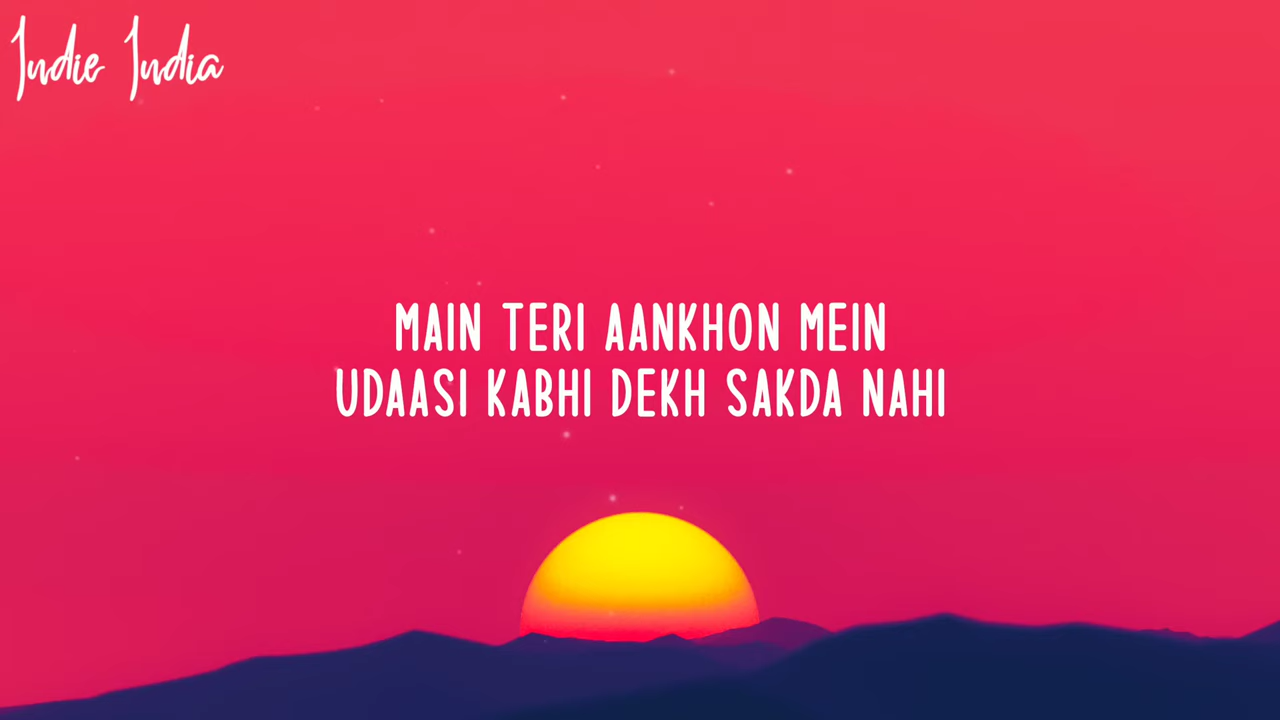 Indie India
MAIN TERI AANKHON MEIN
UDAASI KABHI DEKH SAKDA NAHI